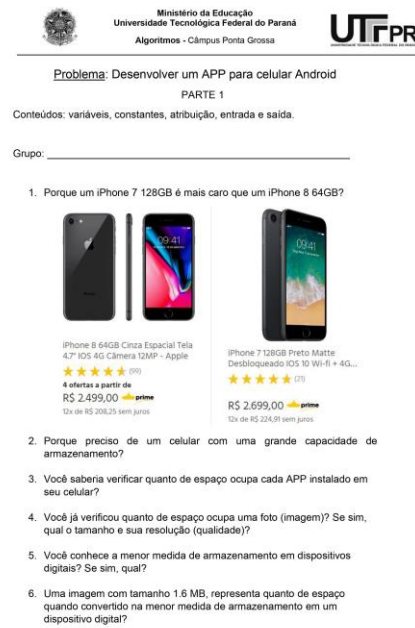 Ministério da Educação
Universidade Tecnológica Federal do Paraná
Algoritmos - Câmpus Ponta Grossa
UTFPR
Problema: Desenvolver um APP para celular Android
PARTE 1
Conteúdos: variáveis, constantes, atribuição, entrada e saída.
Grupo:
1. Porque um iPhone 7 128GB é mais caro que um iPhone 8 64GB?
09:41
09:41
iPhone 8 64GB Cinza Espacial Tela
4.7" IOS 4G Câmera 12MP - Apple
(99)
4 ofertas a partir de
R$ 2.499,00 prime
12x de R$ 208,25 sem juros
iPhone 7 128GB Preto Matte
Desbloqueado IOS 10 Wi-fi + 4G...
(21)
R$ 2.699,00 prime
12x de R$ 224,91 sem juros
2. Porque preciso de um celular com uma grande capacidade de
armazenamento?
3. Você saberia verificar quanto de espaço ocupa cada APP instalado em
seu celular?
4. Você já verificou quanto de espaço ocupa uma foto (imagem)? Se sim,
qual o tamanho e sua resolução (qualidade)?
5. Você conhece a menor medida de armazenamento em dispositivos
digitais? Se sim, qual?
6. Uma imagem com tamanho 1.6 MB, representa quanto de espaço
quando convertido na menor medida de armazenamento em um
dispositivo digital?